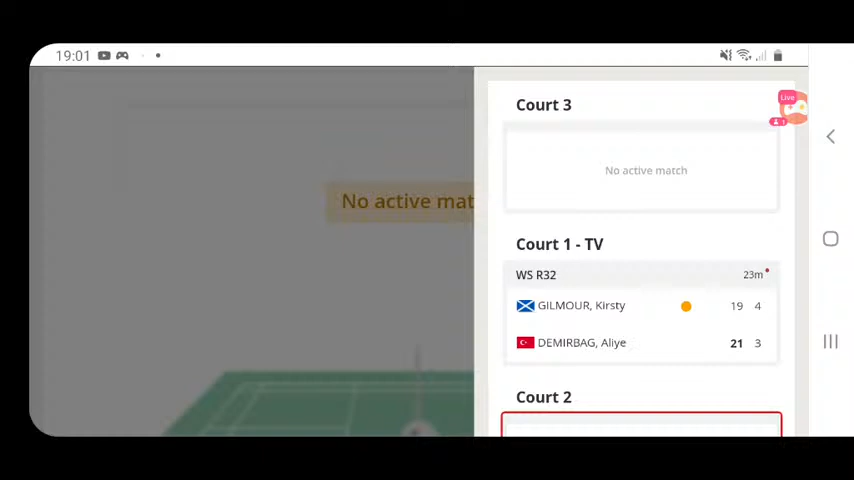 19:01
Court 3
Live
1
No active match
No active mat
Court 1 - TV
WS R32 23m
GILMOUR, Kirsty 19 4
DEMIRBAG, Aliye 21 3
Court 2